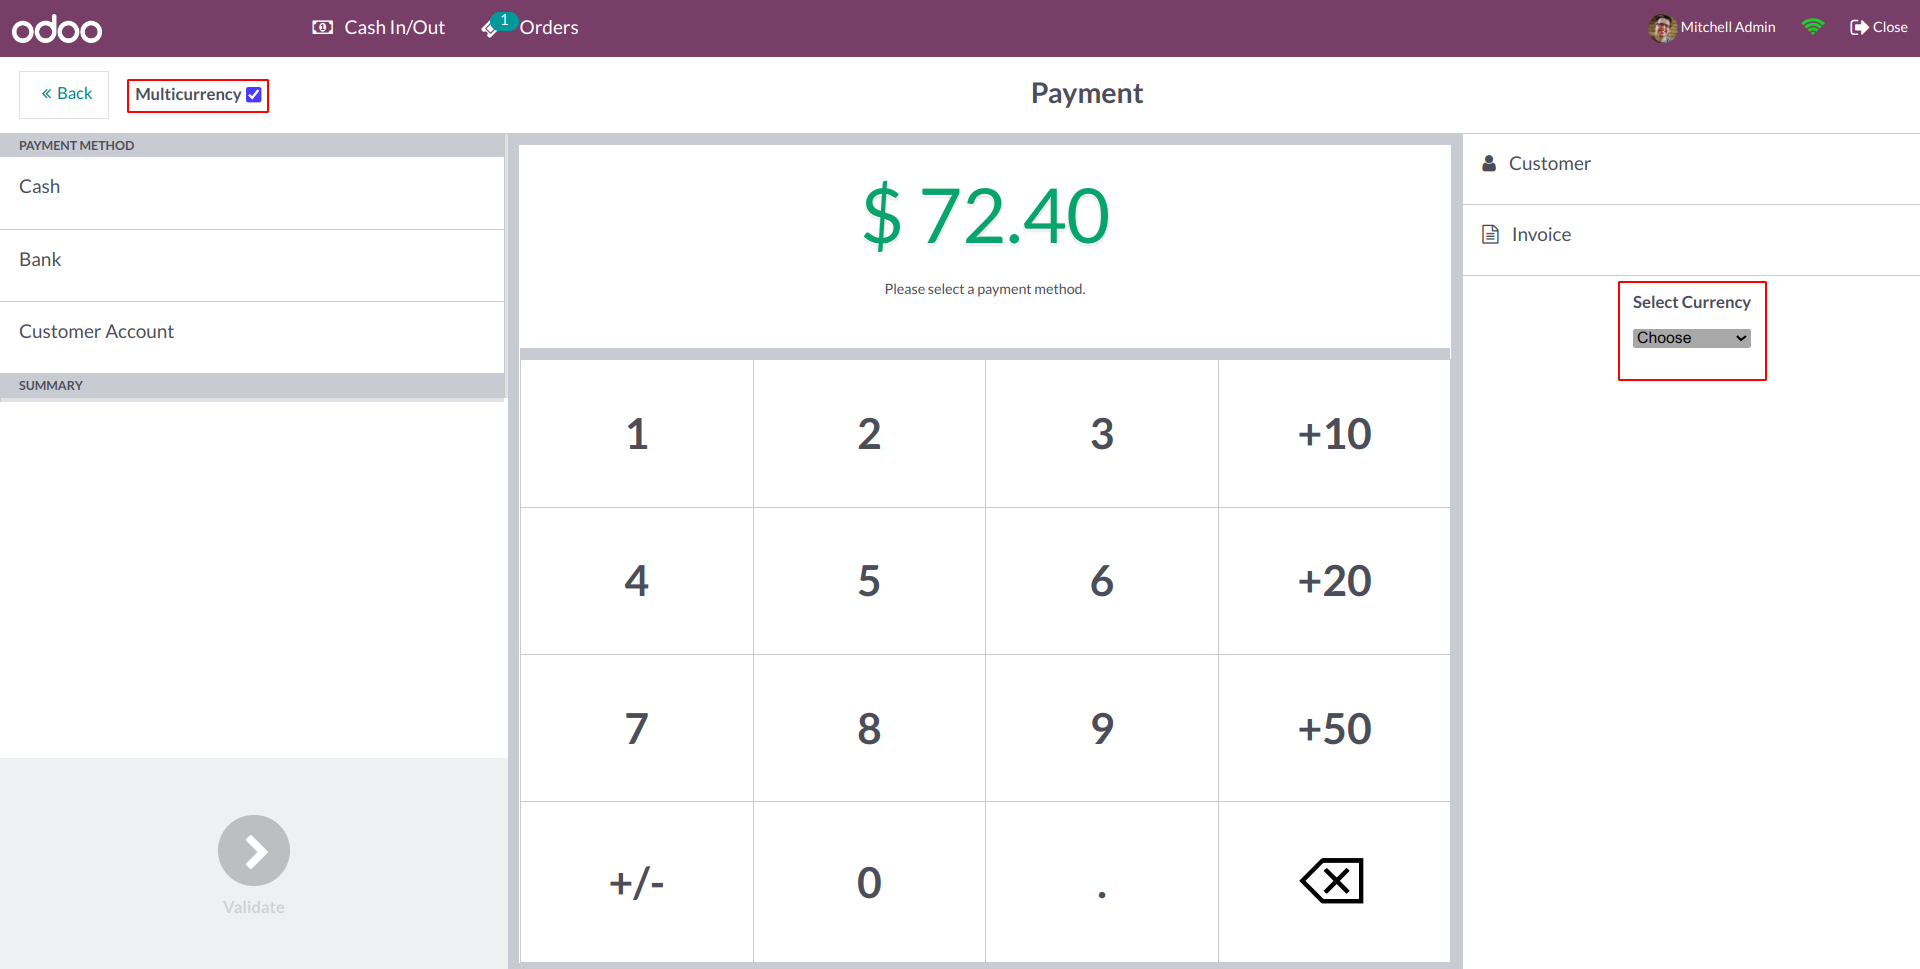 odoo
Cash In/Out
1
Orders
Mitchell Admin
Close
« Back
Multicurrency
Payment
PAYMENT METHOD
Cash
Bank
Customer Account
SUMMARY
Validate
$ 72.40
Please select a payment method.
1 2 3 +10
4 5 6 +20
7 8 9 +50
+/- 0 .
Customer
Invoice
Select Currency
Choose